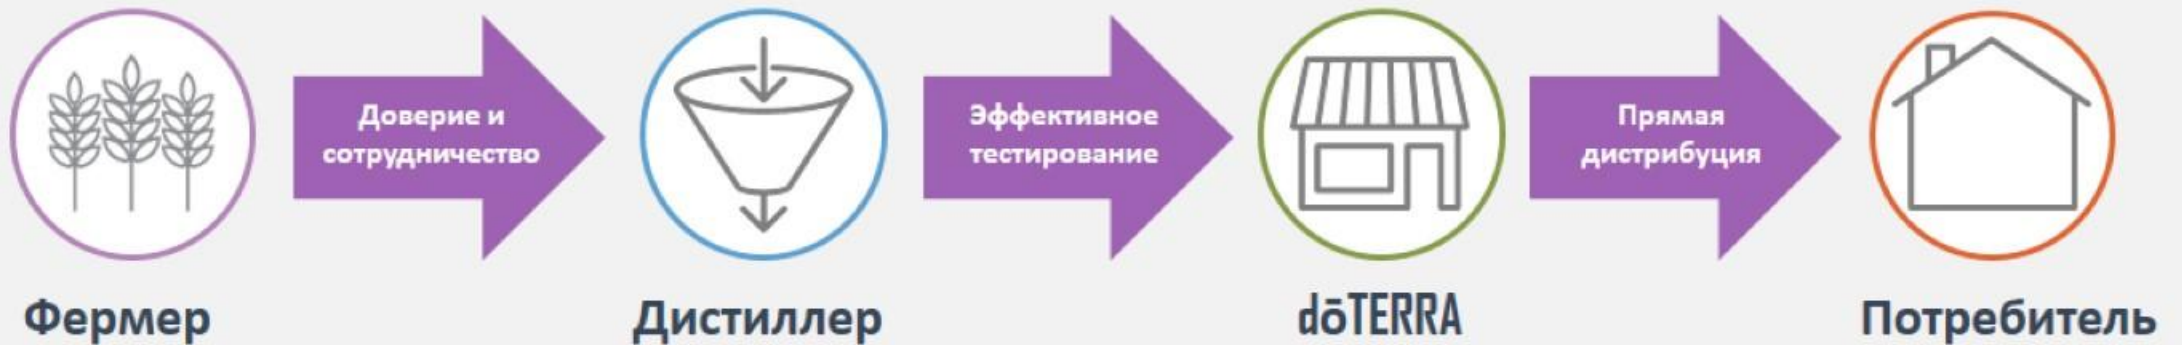 Доверие и
сотрудничество
Эффективное
тестирование
Прямая
дистрибуция
Фермер
Дистиллер
dōTERRA
Потребитель